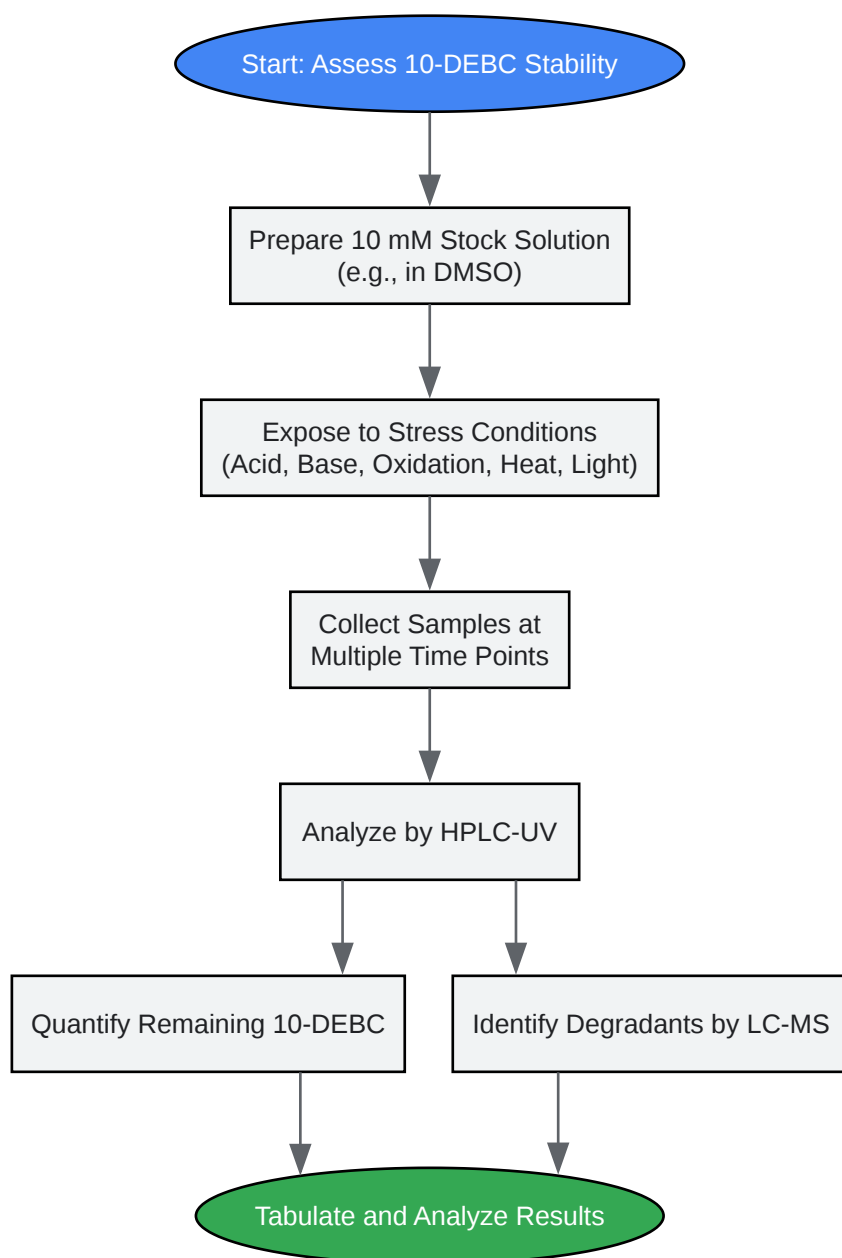 Start: Assess 10-DEBC Stability
Prepare 10 mM Stock Solution
(e.g., in DMSO)
Expose to Stress Conditions
(Acid, Base, Oxidation, Heat, Light)
Collect Samples at
Multiple Time Points
Analyze by HPLC-UV
Quantify Remaining 10-DEBC
Identify Degradants by LC-MS
Tabulate and Analyze Results